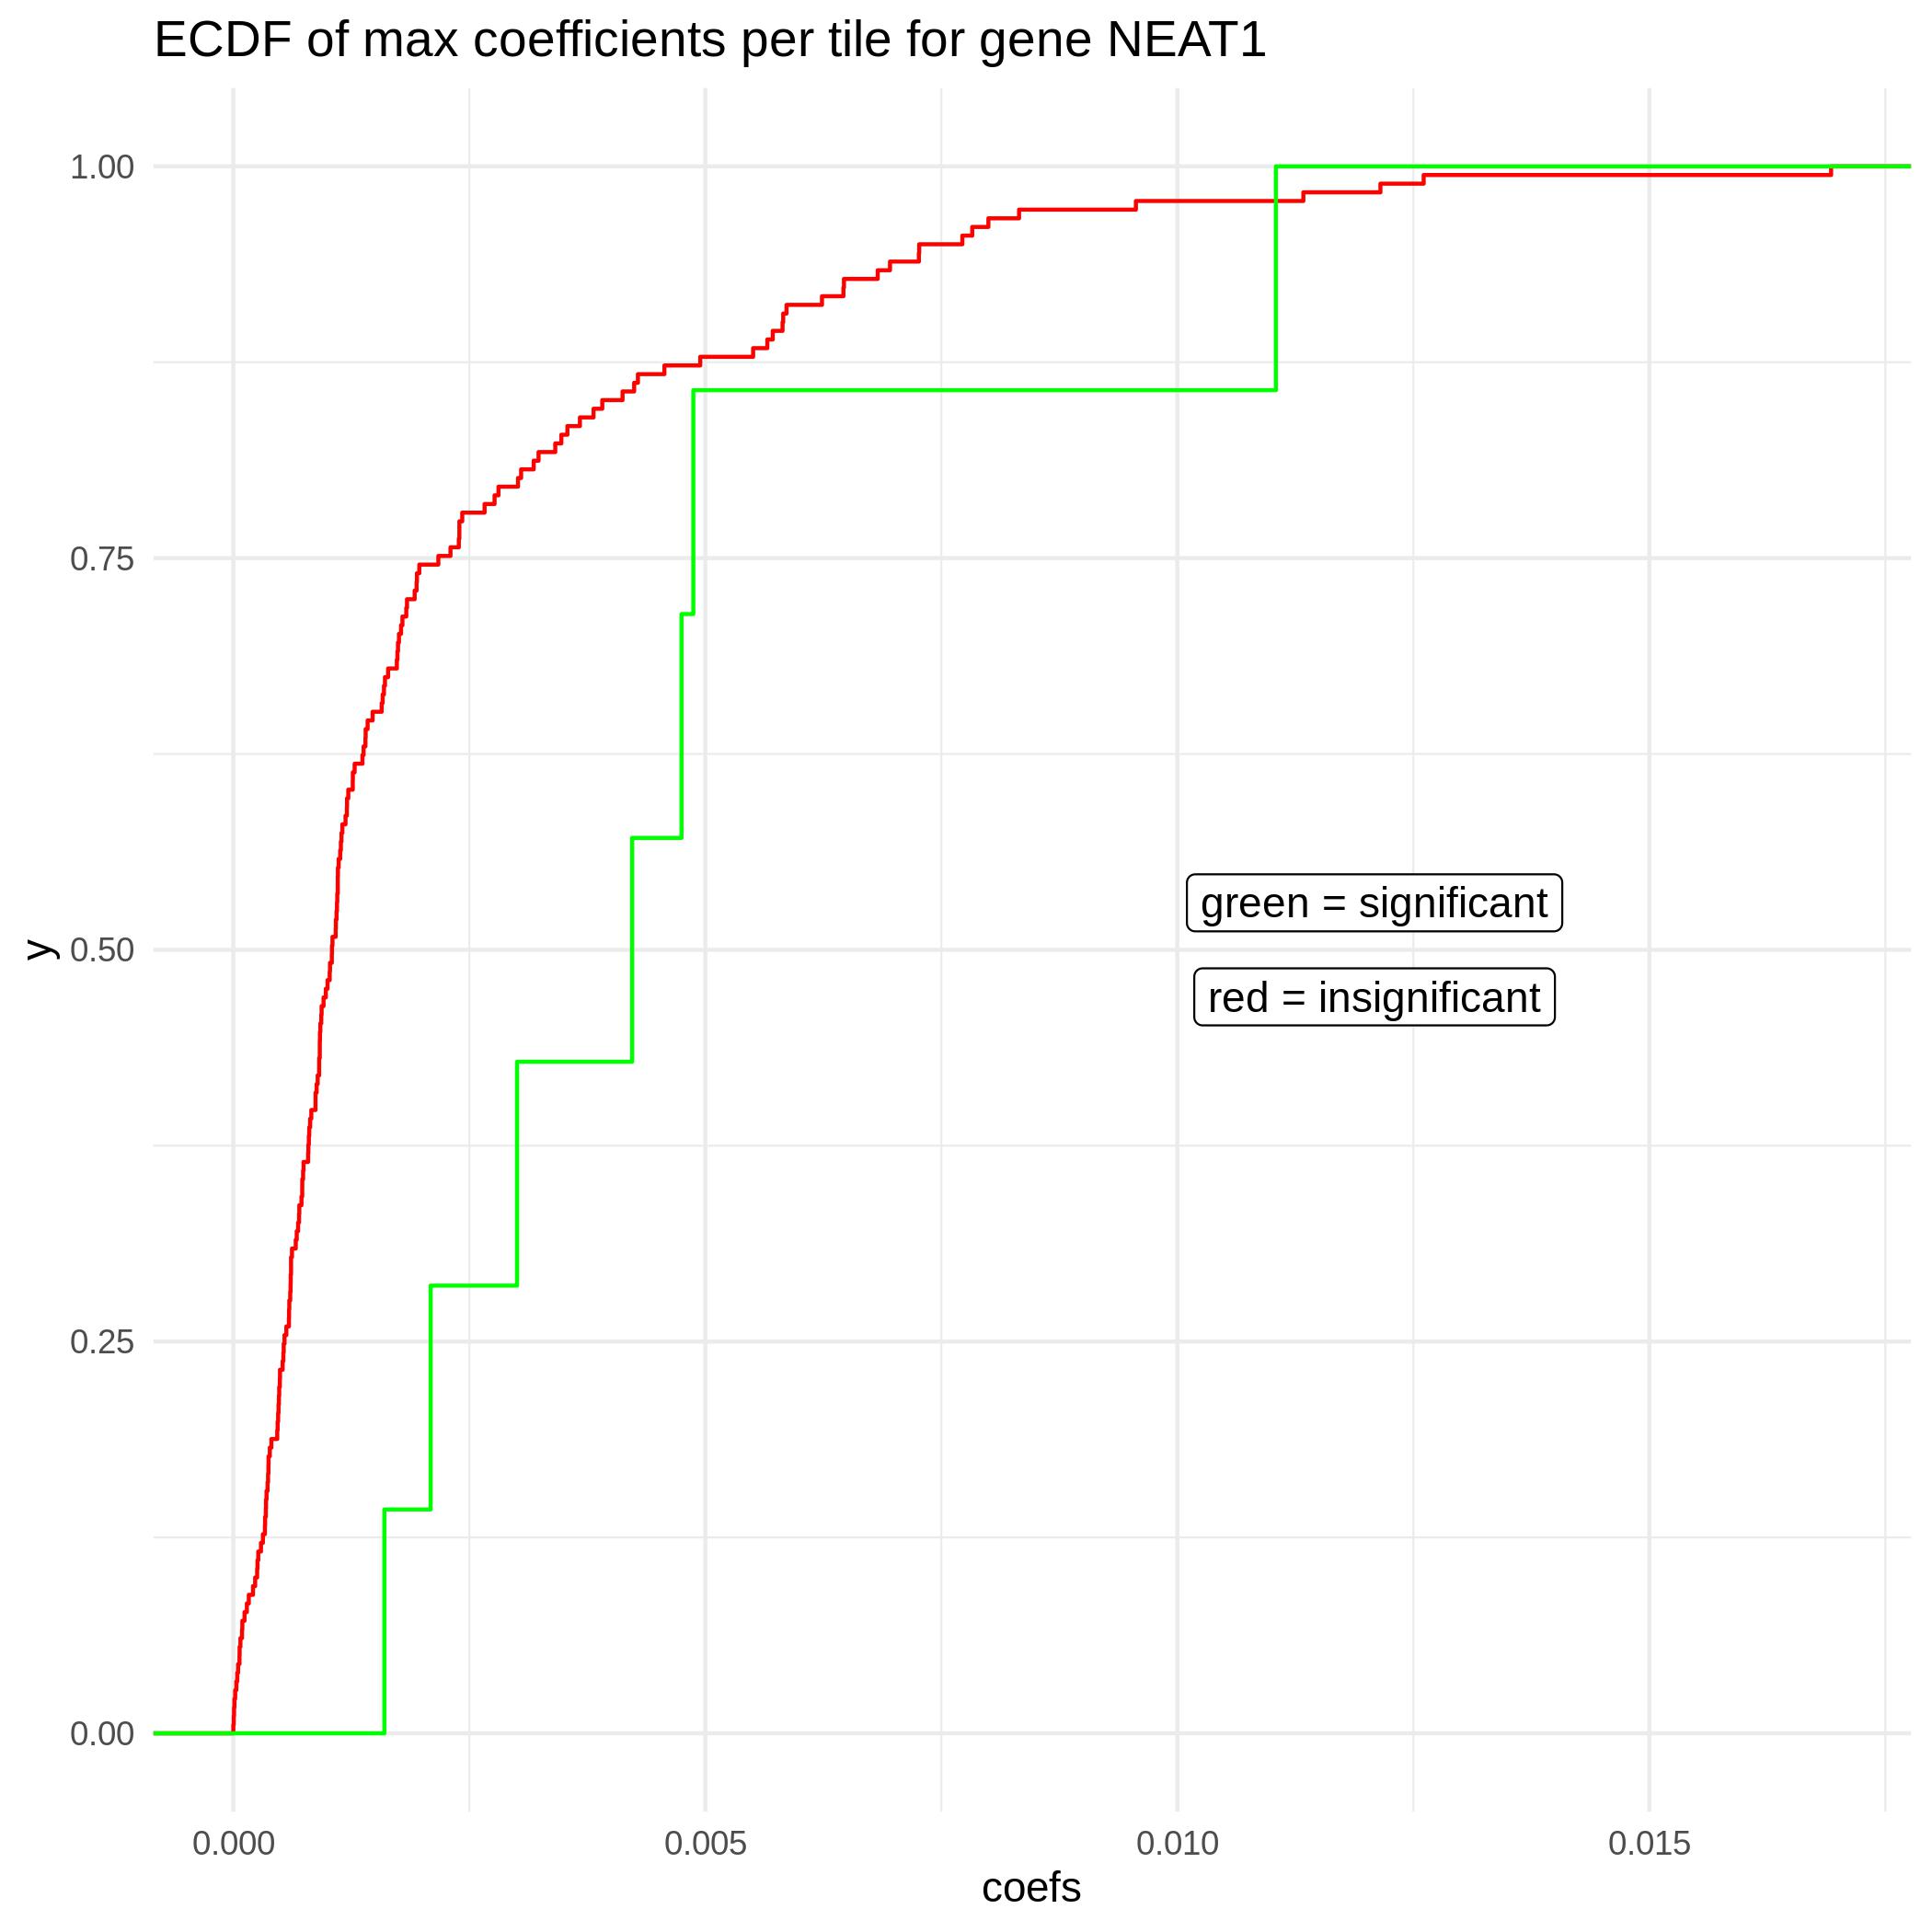 ECDF of max coefficients per tile for gene NEAT1
1.00
0.75
0.50
0.25
0.00
y
green = significant
red = insignificant
0.000
0.005
0.010
0.015
coefs